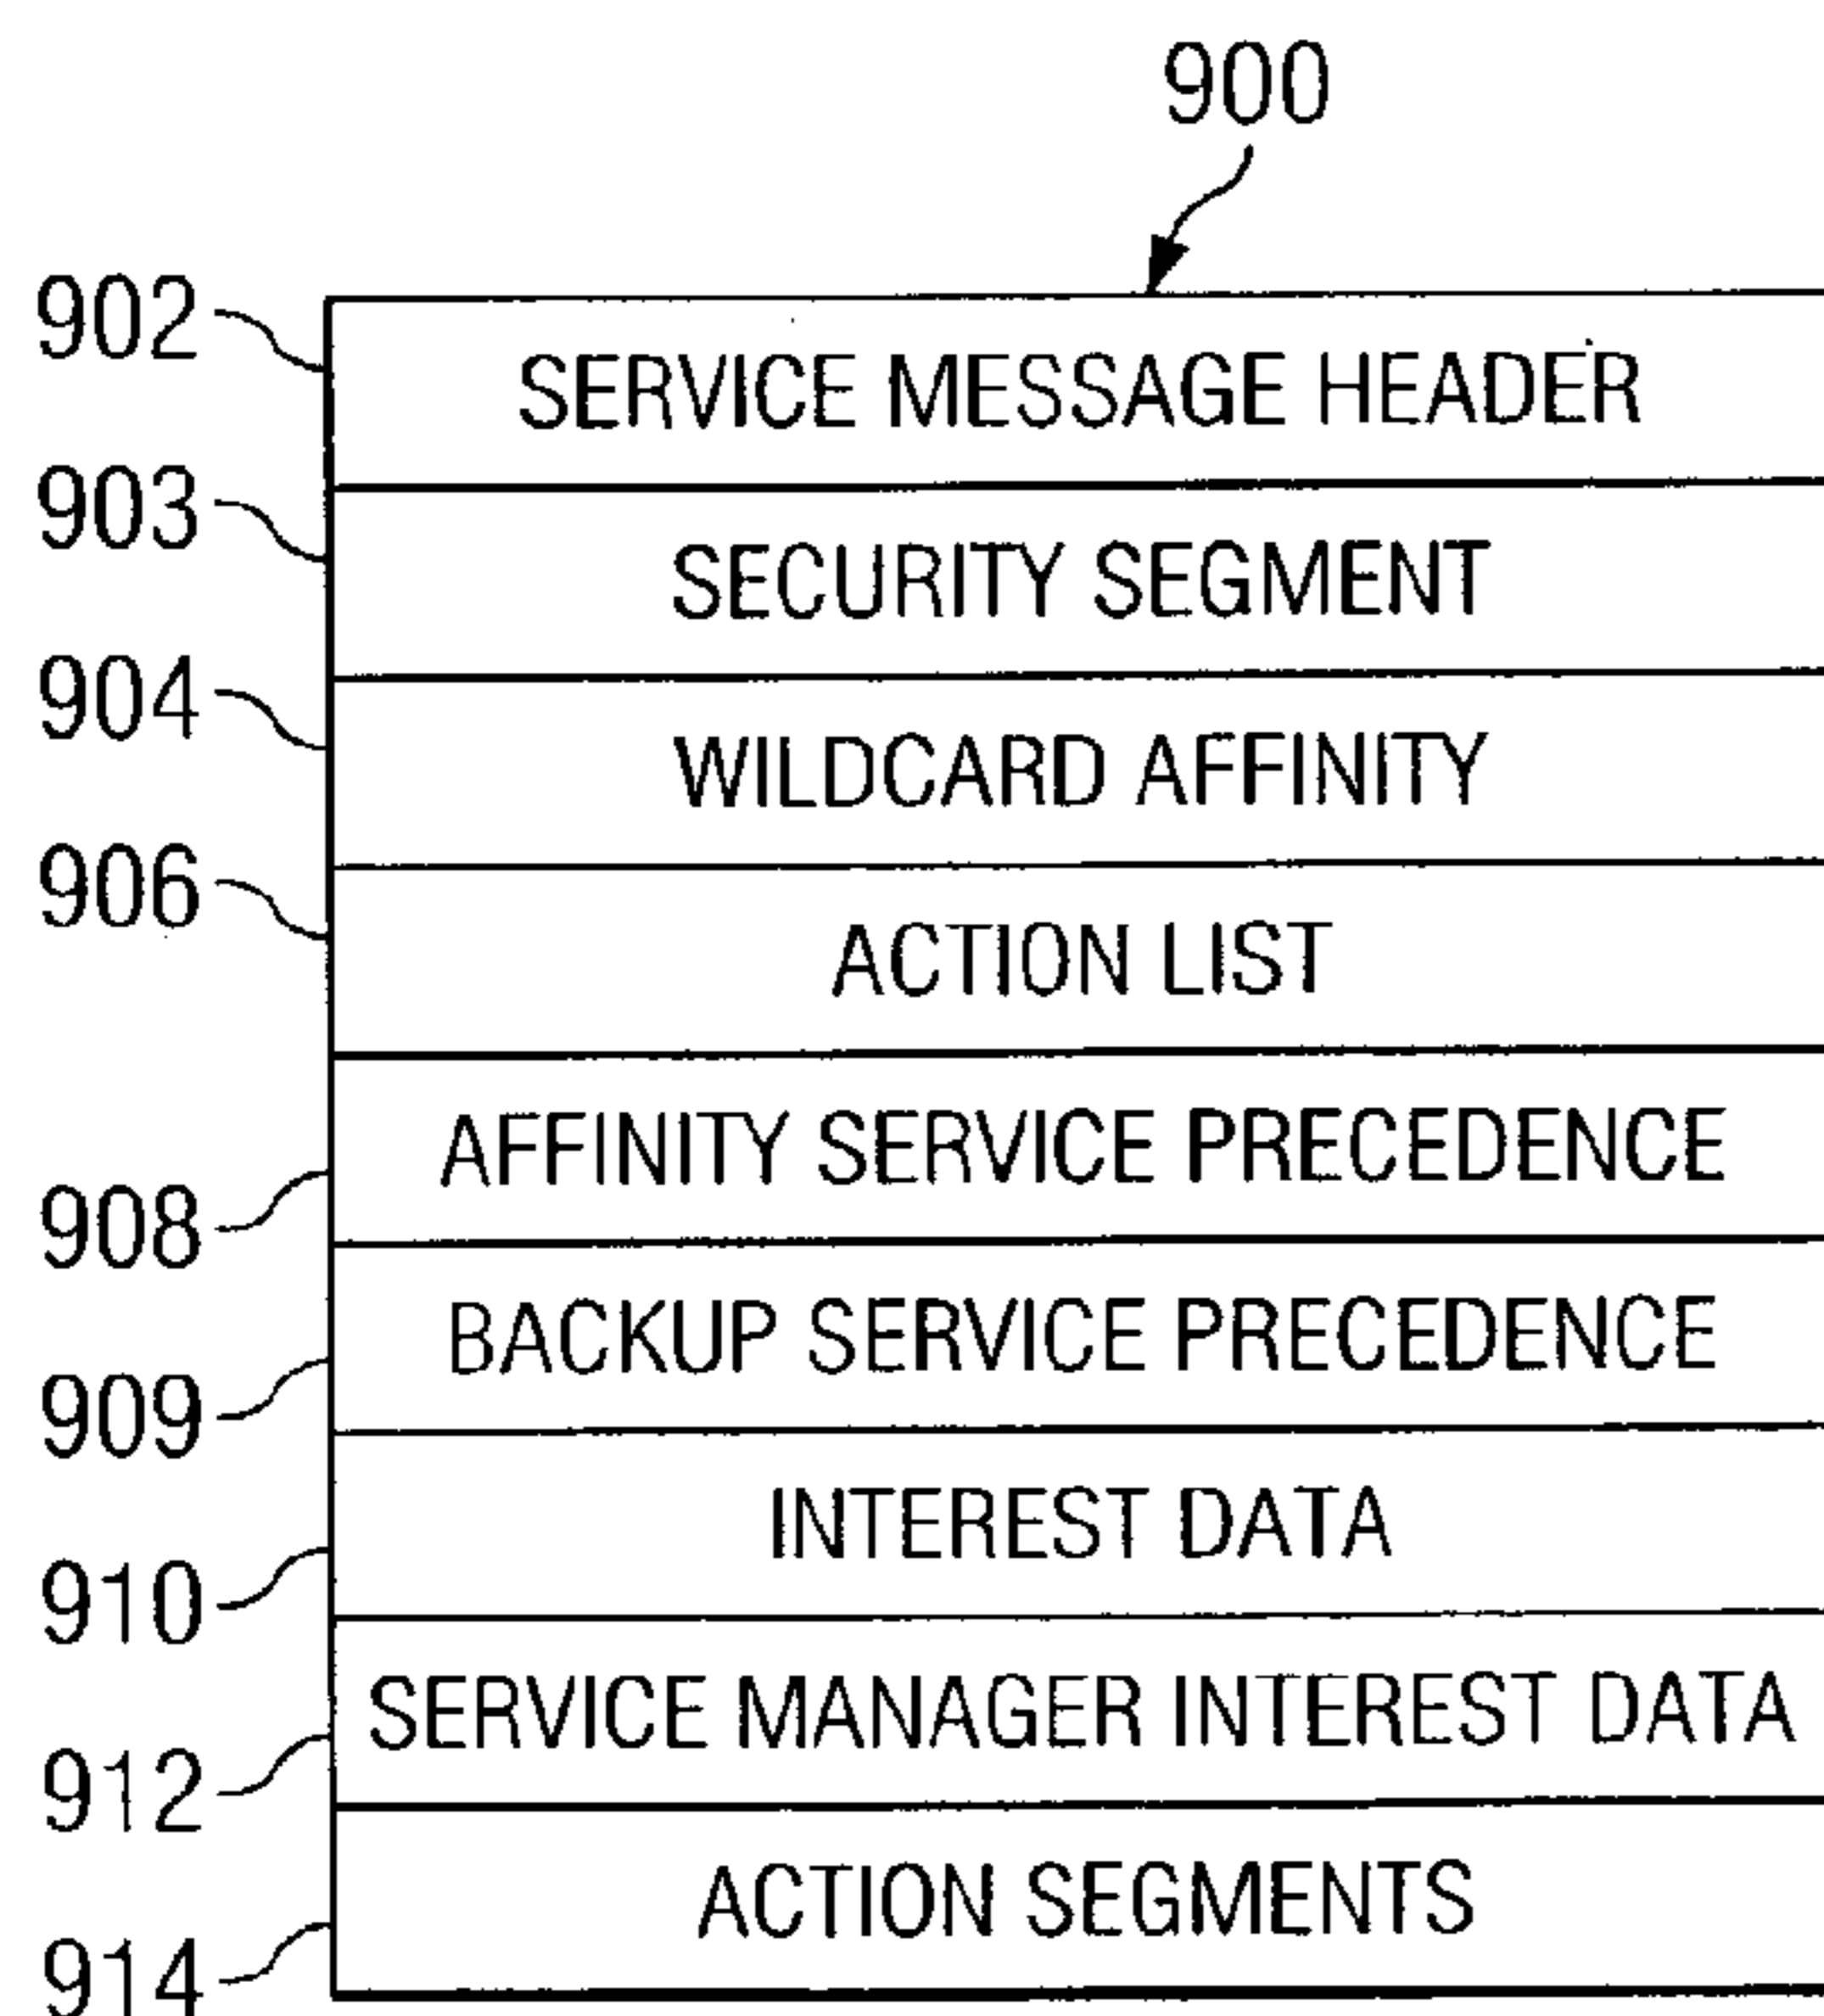 900
902
SERVICE MESSAGE HEADER
903
SECURITY SEGMENT
904
WILDCARD AFFINITY
906
ACTION LIST
AFFINITY SERVICE PRECEDENCE
908
BACKUP SERVICE PRECEDENCE
909
INTEREST DATA
910
SERVICE MANAGER INTEREST DATA
912
ACTION SEGMENTS
914